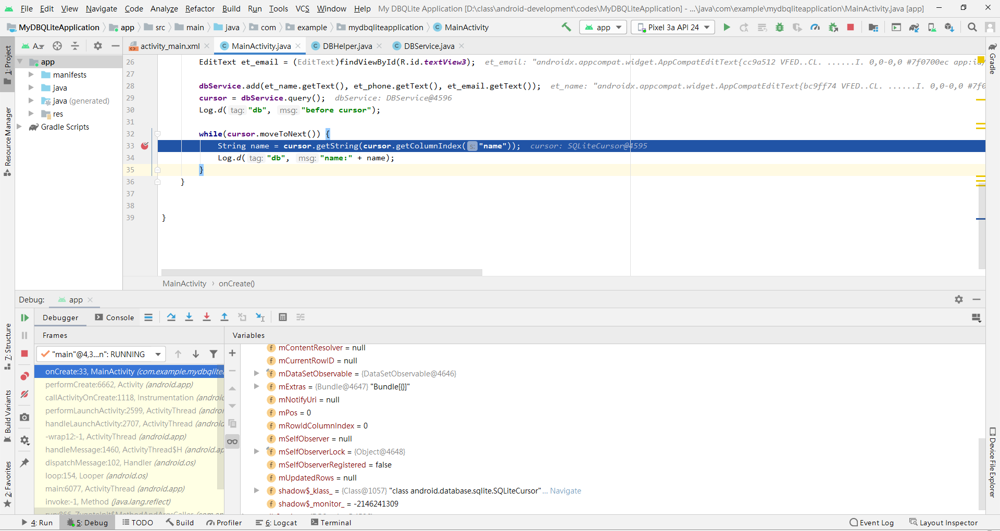 File Edit View Navigate Code Analyze Refactor Build Run Tools VCS Window Help My DBQLite Application [D:\class\android-development\codes\MyDBQLiteApplication] - ...\java\com\example\mydbqliteapplication\MainActivity.java [app]
MyDBQLiteApplication app src main java com example mydbqliteapplication MainActivity app Pixel 3a API 24
1: Project
Resource Manager
7: Structure
Build Variants
2: Favorites
A..
app
manifests
java
java (generated)
res
Gradle Scripts
activity_main.xml MainActivity.java DBHelper.java DBService.java
26 EditText et_email = (EditText)findViewById(R.id.textView3); et_email: "androidx.appcompat.widget.AppCompatEditText{cc9a512 VFED..CL. ......I. 0,0-0,0 #7f0700ec app:id/
27
28 dbService.add(et_name.getText(), et_phone.getText(), et_email.getText()); et_name: "androidx.appcompat.widget.AppCompatEditText{bc9ff74 VFED..CL. ......I. 0,0-0,0 #7f0
29 cursor = dbService.query(); dbService: DBService@4596
30 Log.d( tag: "db", msg: "before cursor");
31
32 while(cursor.moveToNext()) {
33 String name = cursor.getString(cursor.getColumnIndex( s: "name")); cursor: SQLiteCursor@4595
34 Log.d( tag: "db", msg: "name:" + name);
35 }
36 }
37
38
39 }
MainActivity › onCreate()
Gradle
Device File Explorer
Debug: app
Debugger Console
Frames
"main"@4,3...n": RUNNING
onCreate:33, MainActivity (com.example.mydbqlitea
performCreate:6662, Activity (android.app)
callActivityOnCreate:1118, Instrumentation (androi
performLaunchActivity:2599, ActivityThread (andro
handleLaunchActivity:2707, ActivityThread (android
-wrap12:-1, ActivityThread (android.app)
handleMessage:1460, ActivityThread$H (android.ap
dispatchMessage:102, Handler (android.os)
loop:154, Looper (android.os)
main:6077, ActivityThread (android.app)
invoke:-1, Method (java.lang.reflect)
Variables
mContentResolver = null
mCurrentRowID = null
mDataSetObservable = {DataSetObservable@4646}
mExtras = {Bundle@4647} "Bundle[{}]"
mNotifyUri = null
mPos = 0
mRowIdColumnIndex = 0
mSelfObserver = null
mSelfObserverLock = {Object@4648}
mSelfObserverRegistered = false
mUpdatedRows = null
shadow$_klass_ = {Class@1057} "class android.database.sqlite.SQLiteCursor"... Navigate
shadow$_monitor_ = -2146241309
4: Run 5: Debug TODO Build Profiler 6: Logcat Terminal Event Log Layout Inspector